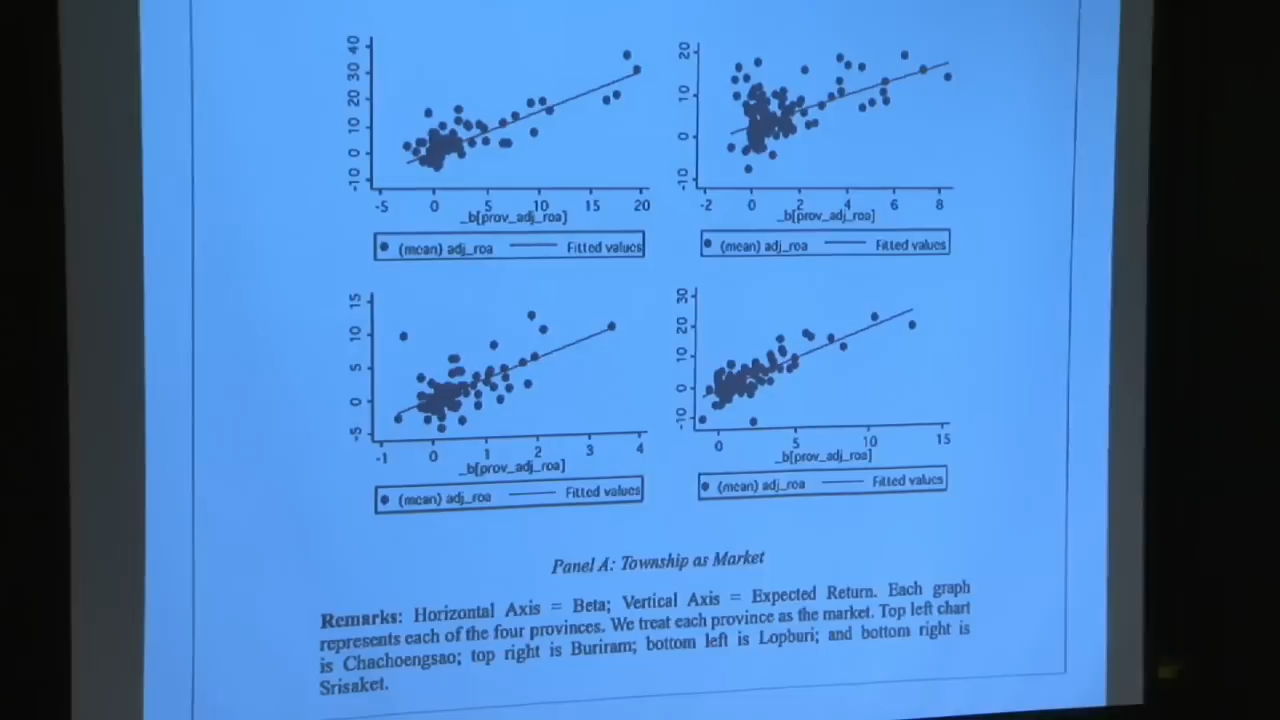 40
30
20
10
0
-10
-5 0 5 10 15 20
_b[prov_adj_roa]
(mean) adj_roa Fitted values
20
10
0
-10
-2 0 2 4 6 8
_b[prov_adj_roa]
(mean) adj_roa Fitted values
15
10
5
0
-5
-1 0 1 2 3 4
_b[prov_adj_roa]
(mean) adj_roa Fitted values
30
20
10
0
-10
0 5 10 15
_b[prov_adj_roa]
(mean) adj_roa Fitted values
Panel A: Township as Market
Remarks: Horizontal Axis = Beta; Vertical Axis = Expected Return. Each graph
represents each of the four provinces. We treat each province as the market. Top left chart
is Chachoengsao; top right is Buriram; bottom left is Lopburi; and bottom right is
Srisaket.